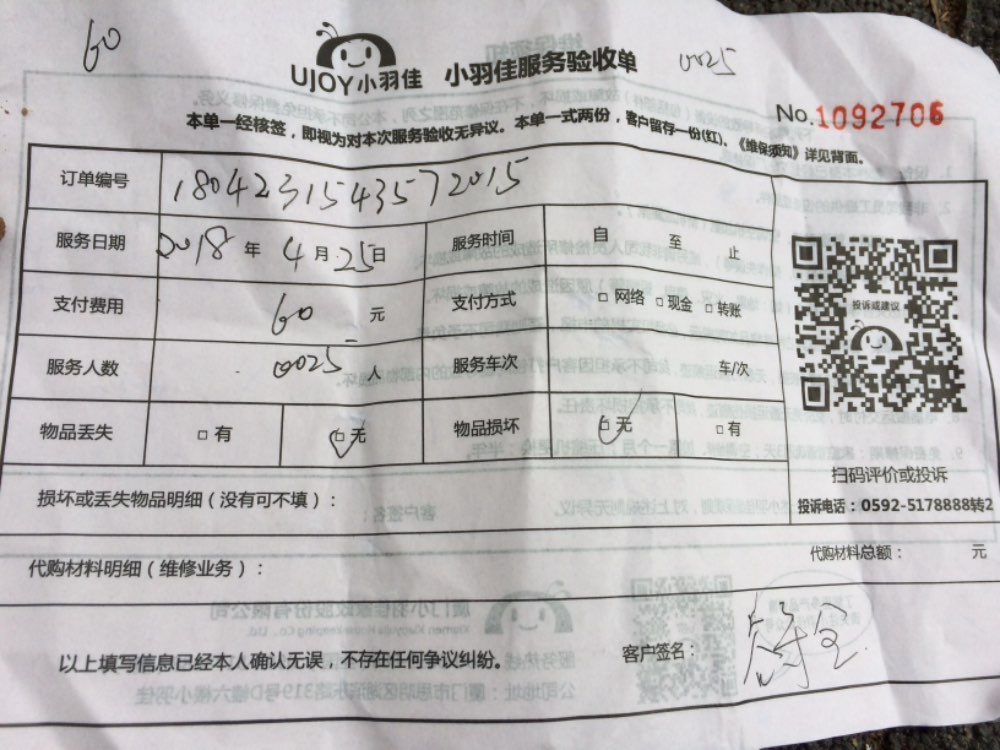 60
UJOY小羽佳 小羽佳服务验收单 0025
No.1092706
本单一经核签，即视为对本次服务验收无异议。本单一式两份，客户留存一份(红)、《维保须知》详见背面。
订单编号 1804231543572015
服务日期 2018 年 4 月 25 日 服务时间 自 至 止
支付费用 60 元 支付方式 □ 网络 □ 现金 □ 转账
服务人数 0025 人 服务车次 车/次
物品丢失 □ 有 □ 无 物品损坏 □ 无 □ 有
投诉或建议
扫码评价或投诉
投诉电话：0592-5178888转2
损坏或丢失物品明细（没有可不填）：
代购材料明细（维修业务）： 代购材料总额： 元
以上填写信息已经本人确认无误，不存在任何争议纠纷。 客户签名：